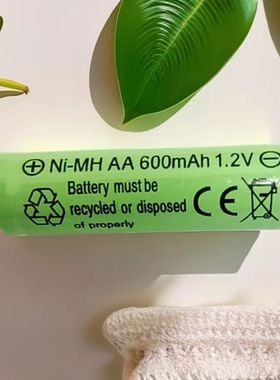 ⊕ Ni-MH AA 600mAh 1.2V ⊖
Battery must be
recycled or disposed
of properly
CE